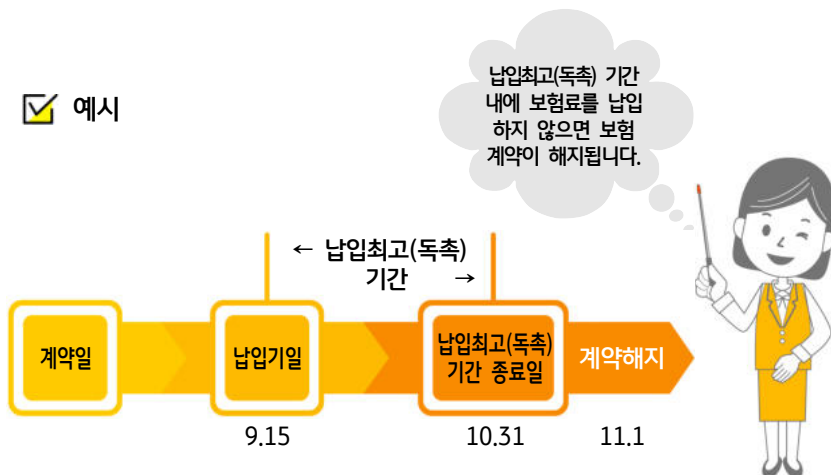 예시
납입최고(독촉) 기간
내에 보험료를 납입
하지 않으면 보험
계약이 해지됩니다.
← 납입최고(독촉)
기간 →
계약일
납입기일
납입최고(독촉)
기간 종료일
계약해지
9.15
10.31
11.1